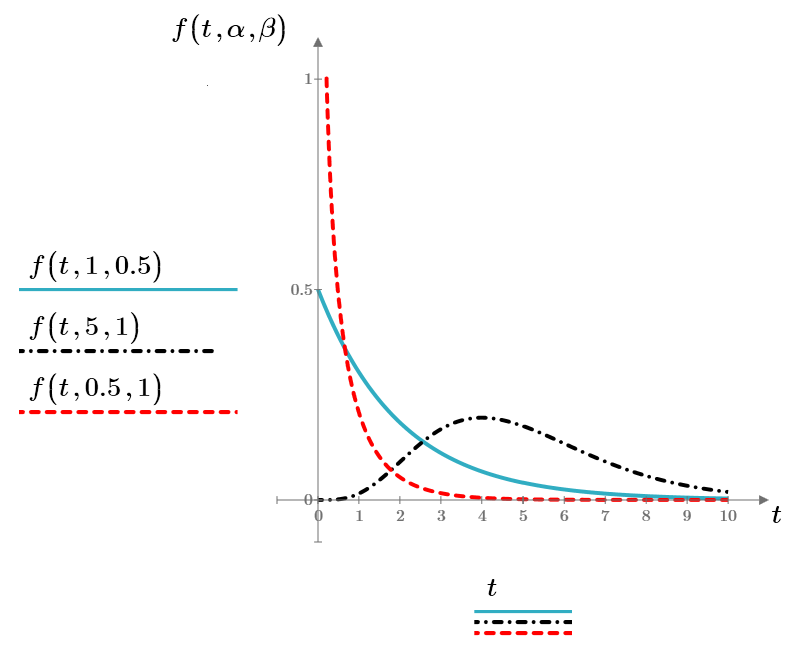 f(t,α,β)
1
0.5
f(t,1,0.5)
f(t,5,1)
f(t,0.5,1)
0
0 1 2 3 4 5 6 7 8 9 10
t
t